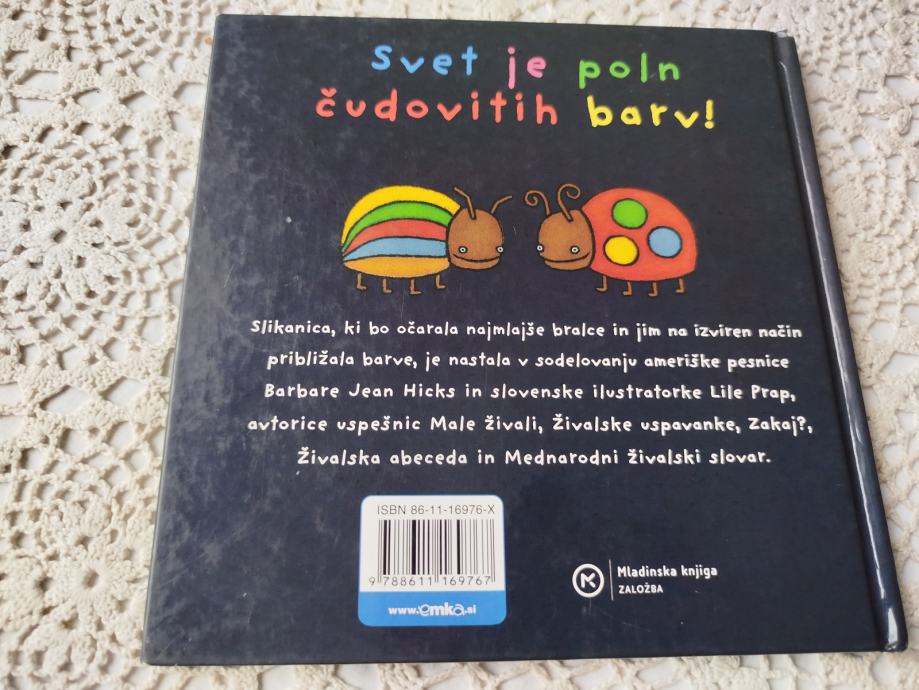 Svet je poln
čudovitih barv!
Slikanica, ki bo očarala najmlajše bralce in jim na izviren način
približala barve, je nastala v sodelovanju ameriške pesnice
Barbare Jean Hicks in slovenske ilustratorke Lile Prap,
avtorice uspešnic Male živali, Živalske uspavanke, Zakaj?,
Živalska abeceda in Mednarodni živalski slovar.
ISBN 86-11-16976-X
9 788611 169767
www.emka.si
Mladinska knjiga
ZALOŽBA